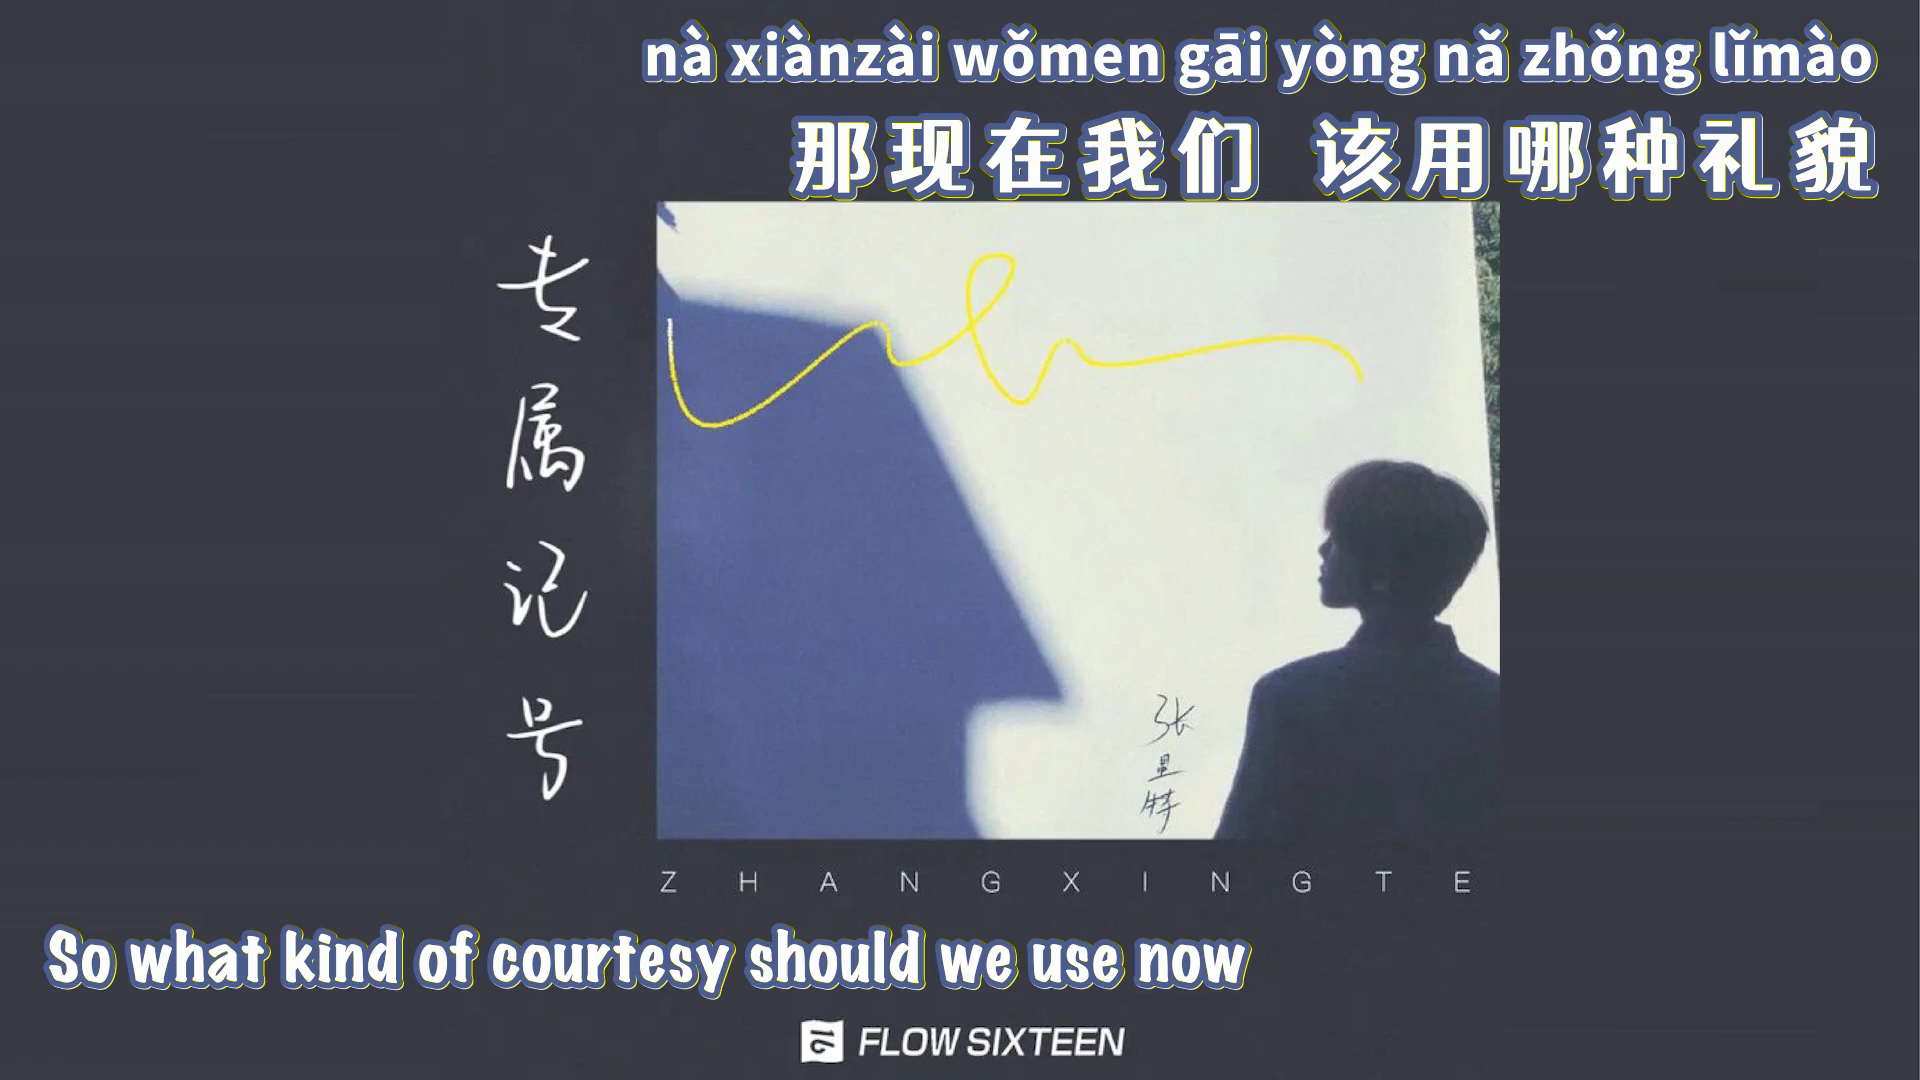 nà xiànzài wǒmen gāi yòng nǎ zhǒng lǐmào
那现在我们 该用哪种礼貌
专属记号
张星特
ZHANGXINGTE
So what kind of courtesy should we use now
FLOW SIXTEEN